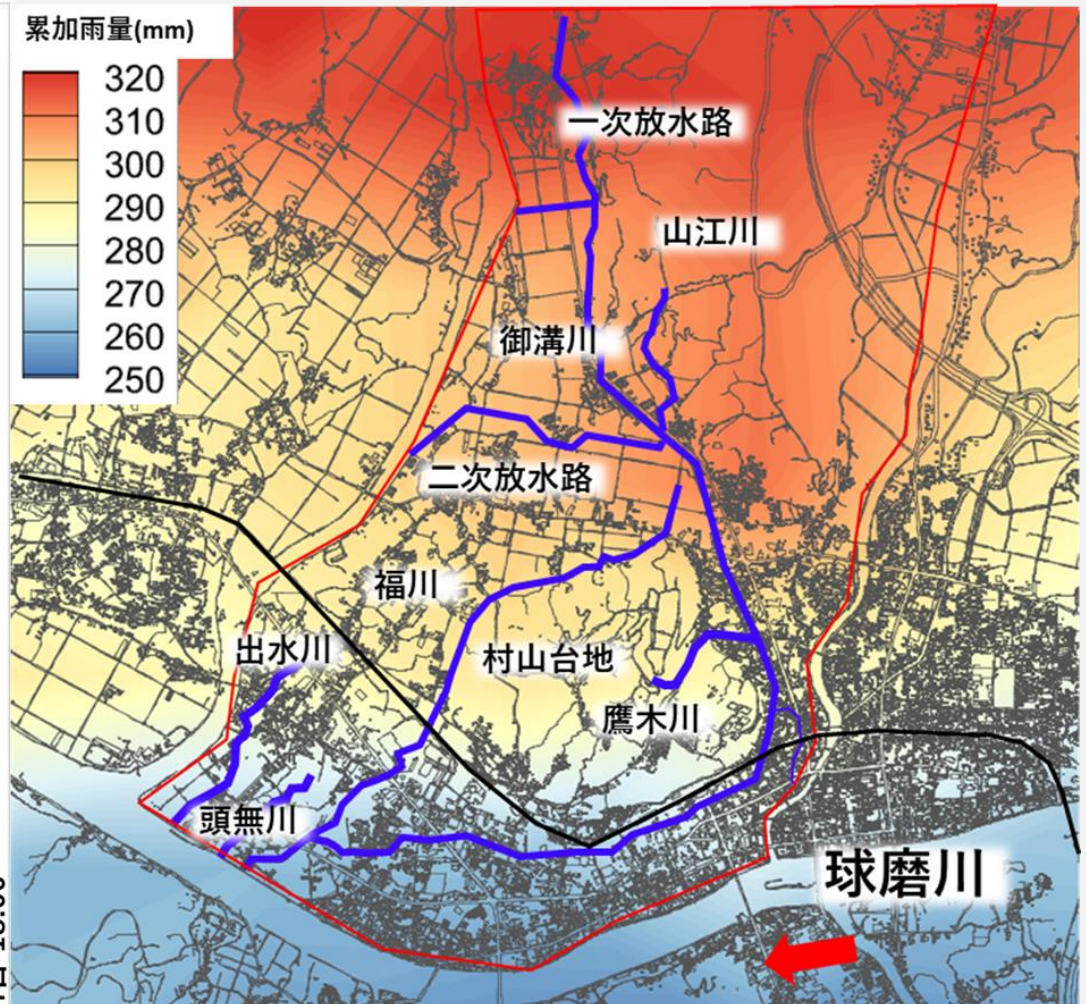 累加雨量(mm)
320
310
300
290
280
270
260
250
一次放水路
山江川
御溝川
二次放水路
福川
出水川
村山台地
鷹木川
頭無川
球磨川